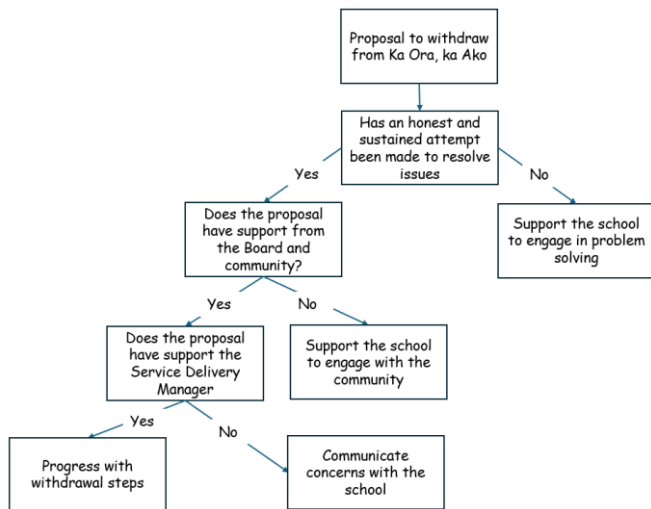 Proposal to withdraw
from Ka Ora, ka Ako
Has an honest and
sustained attempt
been made to resolve
issues
Yes
No
Does the proposal
have support from
the Board and
community?
Support the school
to engage in problem
solving
Yes
No
Does the proposal
have support the
Service Delivery
Manager
Support the school
to engage with the
community
Yes
No
Progress with
withdrawal steps
Communicate
concerns with the
school